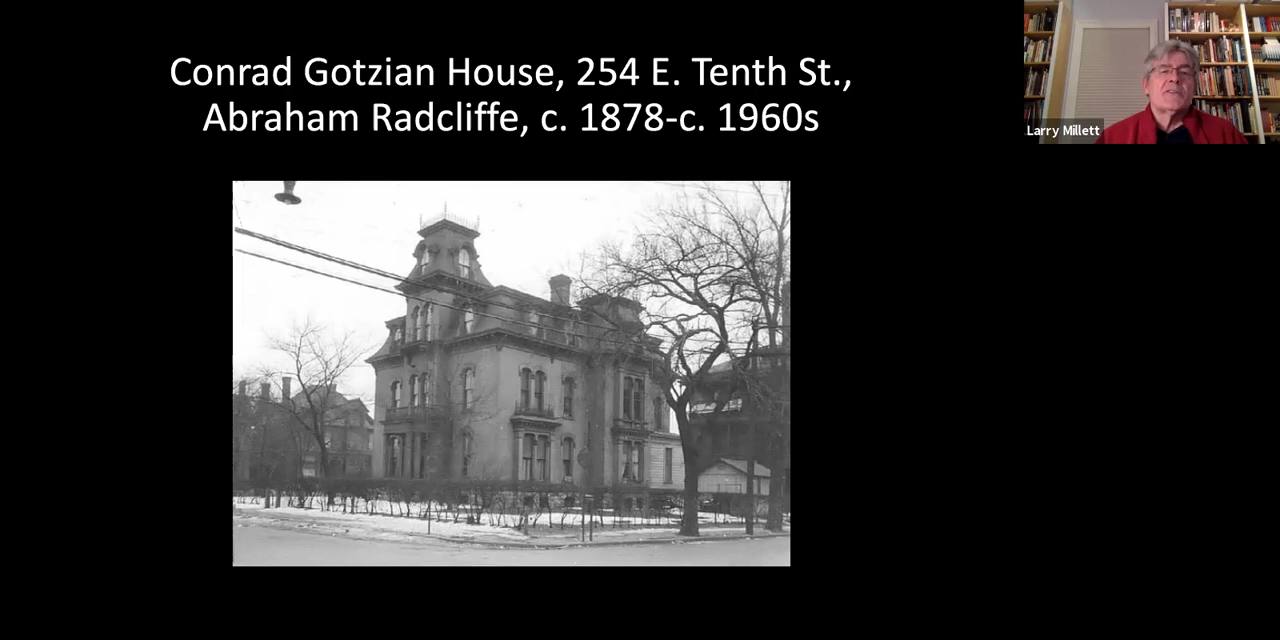 Conrad Gotzian House, 254 E. Tenth St.,
Abraham Radcliffe, c. 1878-c. 1960s
Larry Millett